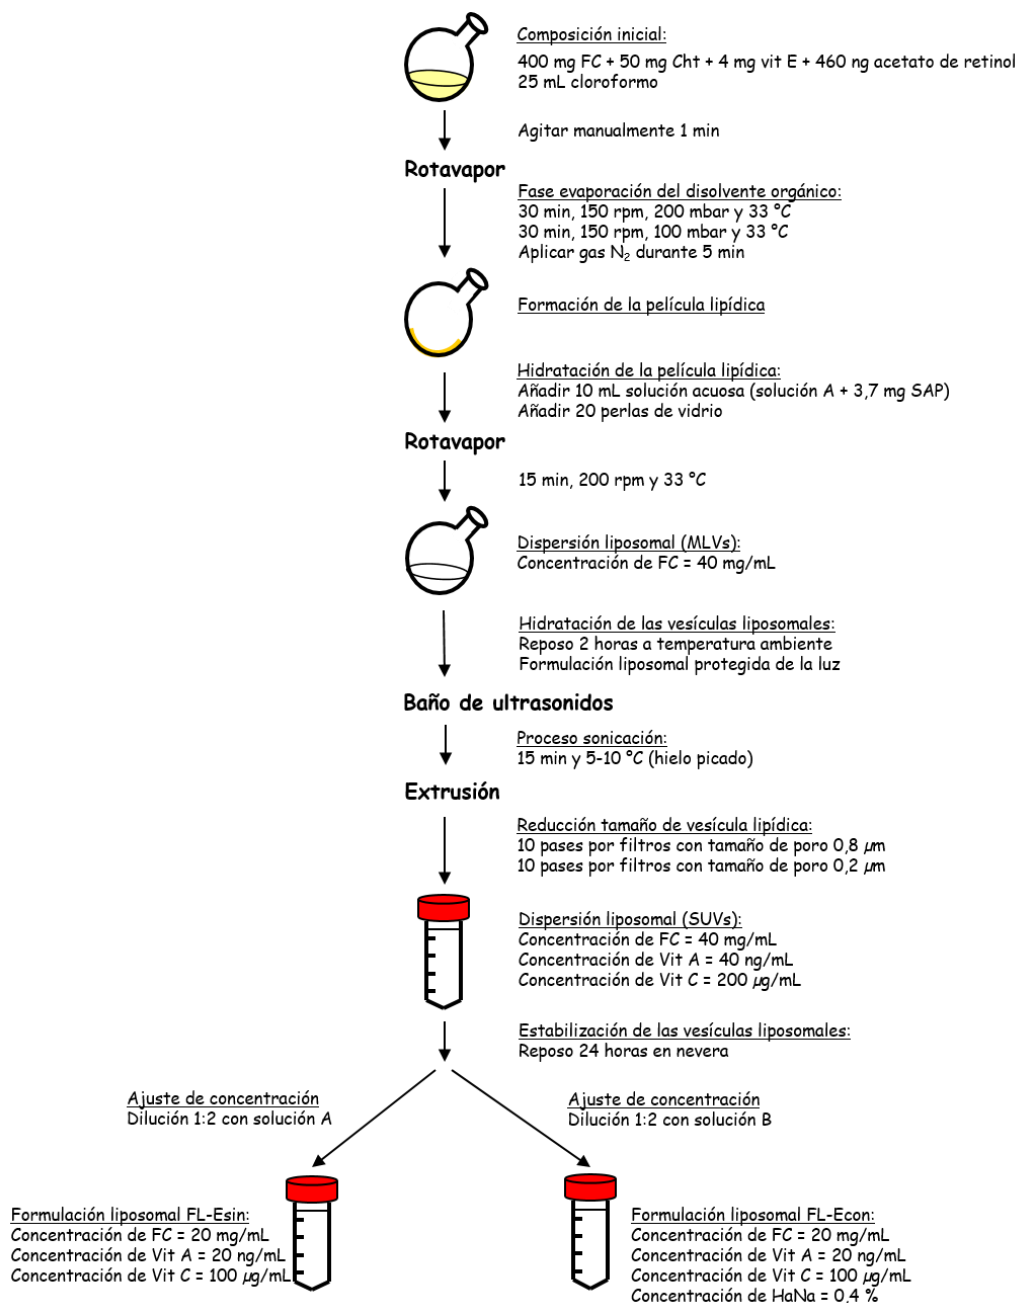 Composición inicial:
400 mg FC + 50 mg Cht + 4 mg vit E + 460 ng acetato de retinol
25 mL cloroformo
Agitar manualmente 1 min
Rotavapor
Fase evaporación del disolvente orgánico:
30 min, 150 rpm, 200 mbar y 33 °C
30 min, 150 rpm, 100 mbar y 33 °C
Aplicar gas N₂ durante 5 min
Formación de la película lipídica
Hidratación de la película lipídica:
Añadir 10 mL solución acuosa (solución A + 3,7 mg SAP)
Añadir 20 perlas de vidrio
Rotavapor
15 min, 200 rpm y 33 °C
Dispersión liposomal (MLVs):
Concentración de FC = 40 mg/mL
Hidratación de las vesículas liposomales:
Reposo 2 horas a temperatura ambiente
Formulación liposomal protegida de la luz
Baño de ultrasonidos
Proceso sonicación:
15 min y 5-10 °C (hielo picado)
Extrusión
Reducción tamaño de vesícula lipídica:
10 pases por filtros con tamaño de poro 0,8 µm
10 pases por filtros con tamaño de poro 0,2 µm
Dispersión liposomal (SUVs):
Concentración de FC = 40 mg/mL
Concentración de Vit A = 40 ng/mL
Concentración de Vit C = 200 µg/mL
Estabilización de las vesículas liposomales:
Reposo 24 horas en nevera
Ajuste de concentración
Dilución 1:2 con solución A
Ajuste de concentración
Dilución 1:2 con solución B
Formulación liposomal FL-Esin:
Concentración de FC = 20 mg/mL
Concentración de Vit A = 20 ng/mL
Concentración de Vit C = 100 µg/mL
Formulación liposomal FL-Econ:
Concentración de FC = 20 mg/mL
Concentración de Vit A = 20 ng/mL
Concentración de Vit C = 100 µg/mL
Concentración de HaNa = 0,4 %